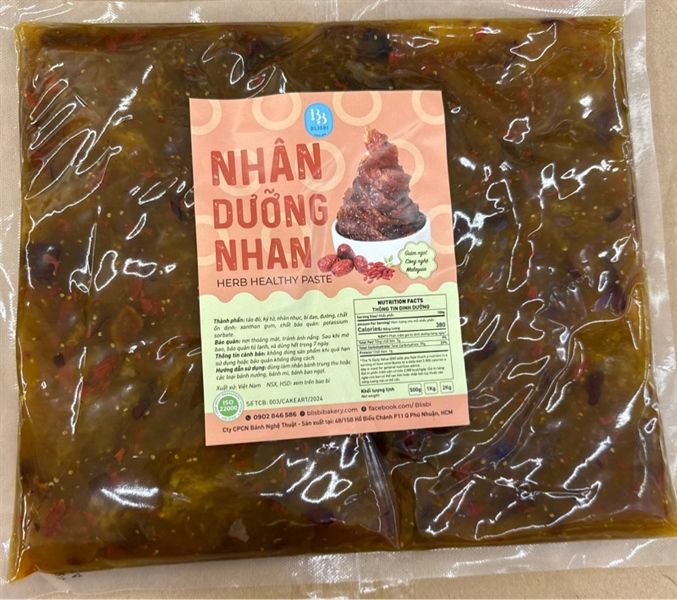 BB
BLISBI
NHÂN
DƯỠNG
NHAN
HERB HEALTHY PASTE
Giảm ngọt
Công nghệ
Malaysia
Thành phần: táo đỏ, kỷ tử, nhãn nhục, bí đao, đường, chất
ổn định: xanthan gum, chất bảo quản: potassium
sorbate.
Bảo quản: nơi thoáng mát, tránh ánh nắng. Sau khi mở
bao, bảo quản tủ lạnh, và dùng hết trong 7 ngày.
Thông tin cảnh báo: không dùng sản phẩm khi quá hạn
sử dụng hoặc bảo quản không đúng cách.
Hướng dẫn sử dụng: dùng làm nhân bánh trung thu hoặc
các loại bánh nướng, bánh mì, bánh bao ngọt.
Xuất xứ: Việt Nam NSX, HSD: xem trên bao bì
NUTRITION FACTS
THÔNG TIN DINH DƯỠNG
100g
Calories
380
Khối lượng tịnh
Net weight
500g 1Kg 2Kg
ISO
22000
Số TCB: 003/CAKEART/2024
0902 846 586 blisbibakery.com facebook.com/Blisbi
Cty CPCN Bánh Nghệ Thuật - Sản xuất tại: 48/15B Hồ Biểu Chánh P11 Q Phú Nhuận, HCM